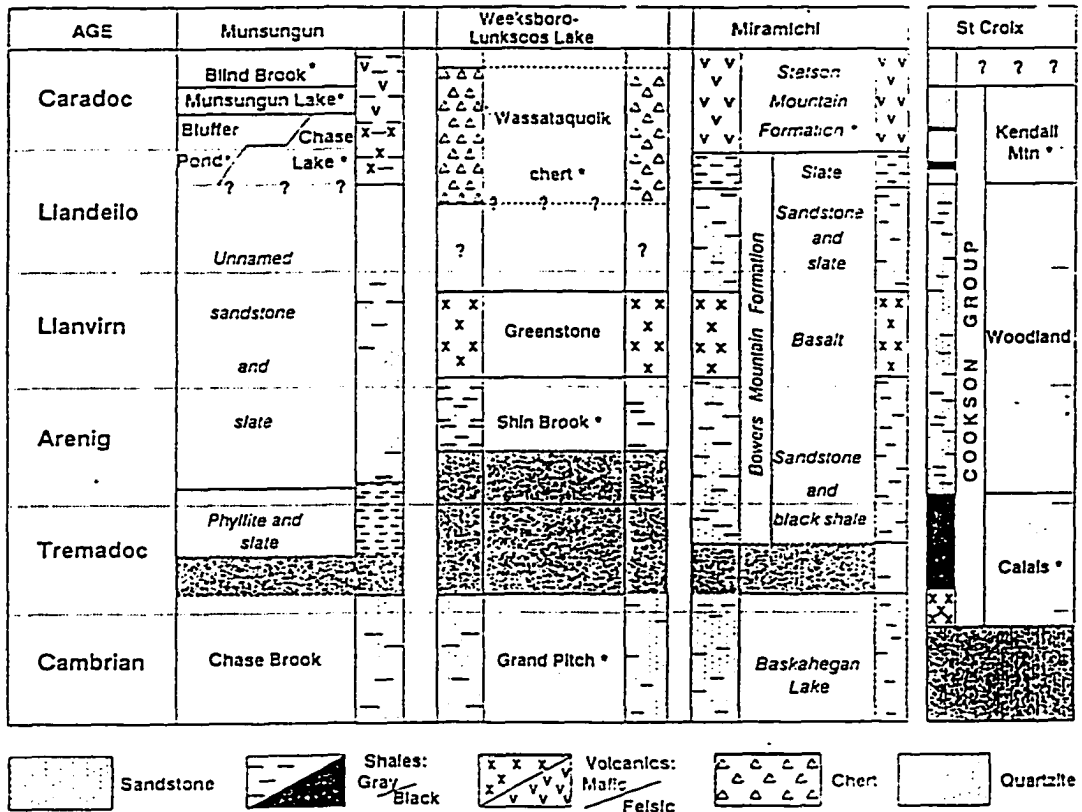 AGE
Munsungun
Weeksboro-
Lunkscos Lake
Miramichi
St Croix
Caradoc
Llandeilo
Llanvirn
Arenig
Tremadoc
Cambrian
Blind Brook*
Munsungun Lake*
Bluffer
Pond*
Chase
Lake*
? ? ?
Unnamed
sandstone
and
slate
Phyllite and
slate
Chase Brook
Wassataquoik
chert*
? ? ?
? ?
Greenstone
Shin Brook*
Grand Pitch*
Stetson
Mountain
Formation*
Bowers Mountain Formation
Slate
Sandstone
and
slate
Basalt
Sandstone
and
black shale
Baskahegan
Lake
? ? ?
COOKSON GROUP
Kendall
Mtn*
Woodland
Calais*
Sandstone
Shales:
Gray
Black
Volcanics:
Mafic
Felsic
Chert
Quartzite